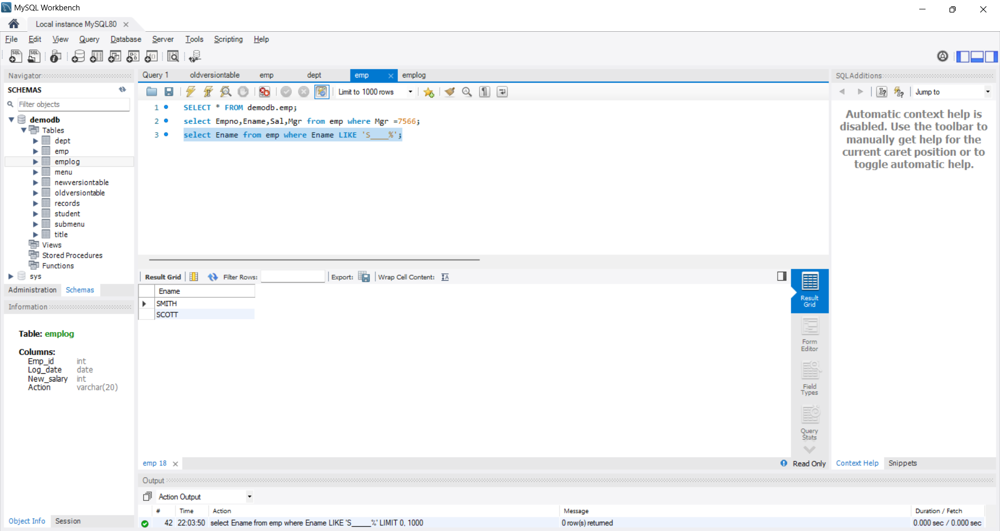 MySQL Workbench
Local instance MySQL80
File Edit View Query Database Server Tools Scripting Help
Navigator
SCHEMAS
Filter objects
demodb
Tables
dept
emp
emplog
menu
newversiontable
oldversiontable
records
student
submenu
title
Views
Stored Procedures
Functions
sys
Administration Schemas
Information
Table: emplog
Columns:
Emp_id int
Log_date date
New_salary int
Action varchar(20)
Object Info Session
Query 1 oldversiontable emp dept emp emplog
Limit to 1000 rows
1 SELECT * FROM demodb.emp;
2 select Empno,Ename,Sal,Mgr from emp where Mgr =7566;
3 select Ename from emp where Ename LIKE 'S____%';
Result Grid Filter Rows: Export: Wrap Cell Content:
Ename
SMITH
SCOTT
Result
Grid
Form
Editor
Field
Types
Query
Stats
emp 18
Read Only
SQLAdditions
Jump to
Automatic context help is
disabled. Use the toolbar to
manually get help for the
current caret position or to
toggle automatic help.
Context Help Snippets
Output
Action Output
# Time Action Message Duration / Fetch
42 22:03:50 select Ename from emp where Ename LIKE 'S_____%' LIMIT 0, 1000 0 row(s) returned 0.000 sec / 0.000 sec